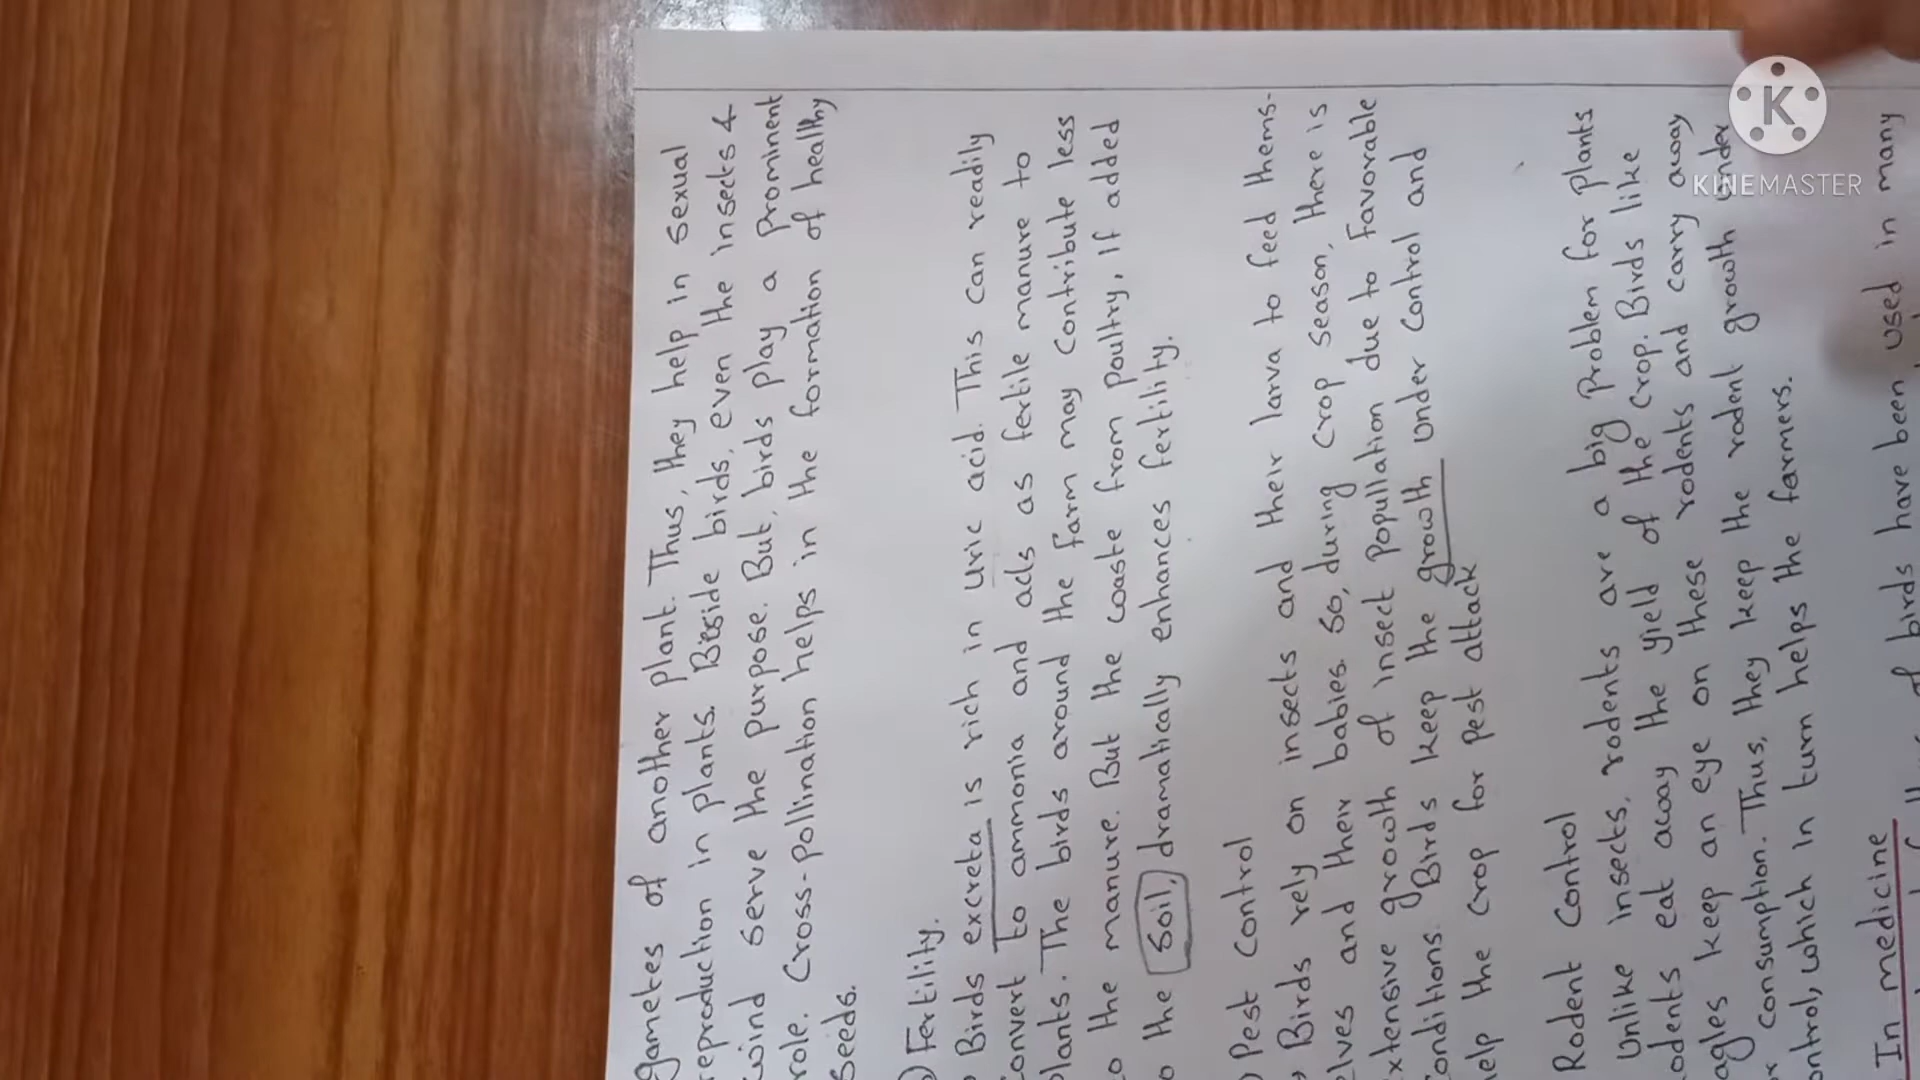 gametes of another plant. Thus, they help in sexual
reproduction in plants. Beside birds, even the insects &
wind serve the purpose. But, birds play a prominent
role. Cross-pollination helps in the formation of healthy
Seeds.
) Fertility.
Birds excreta is rich in uric acid. This can readily
Convert to ammonia and acts as fertile manure to
plants. The birds around the farm may contribute less
to the manure. But the waste from poultry, If added
to the Soil, dramatically enhances fertility.
) Pest control
Birds rely on insects and their larva to feed thems-
elves and their babies. So, during crop season, there is
extensive growth of insect popullation due to Favorable
Conditions. Birds keep the growth under control and
help the crop for pest attack
Rodent control
Unlike insects, rodents are a big problem for plants
rodents eat away the yield of the crop. Birds like
agles keep an eye on these rodents and carry away
or consumption. Thus, they keep the rodent growth under
ontrol, which in turn helps the farmers.
In medicine
of birds have been used in many
KINEMASTER